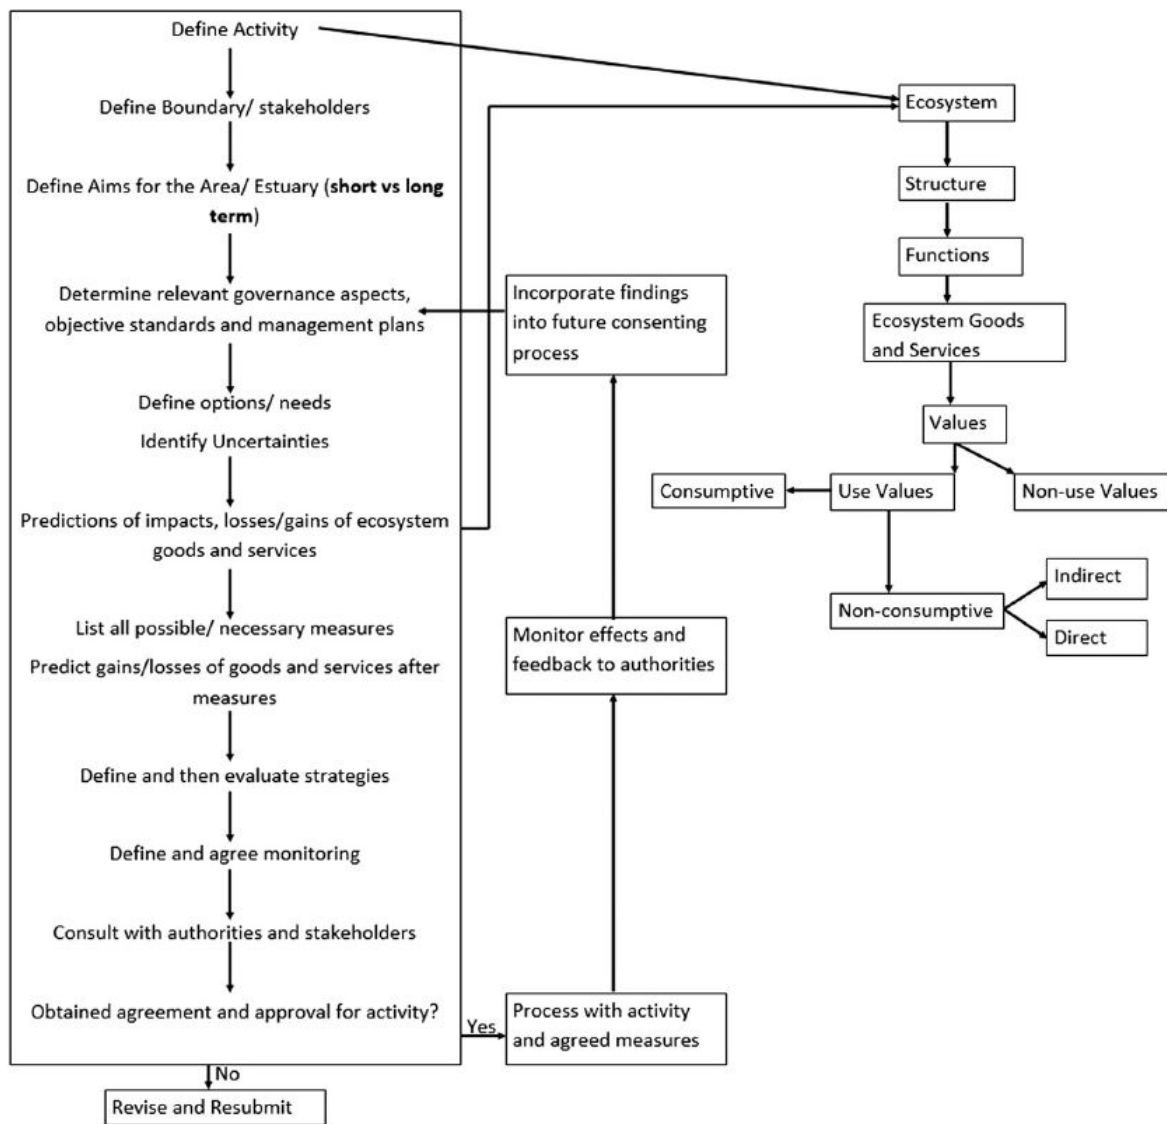 Define Activity
Define Boundary/ stakeholders
Define Aims for the Area/ Estuary (short vs long
term)
Determine relevant governance aspects,
objective standards and management plans
Define options/ needs
Identify Uncertainties
Predictions of impacts, losses/gains of ecosystem
goods and services
List all possible/ necessary measures
Predict gains/losses of goods and services after
measures
Define and then evaluate strategies
Define and agree monitoring
Consult with authorities and stakeholders
Obtained agreement and approval for activity?
No
Revise and Resubmit
Yes
Process with activity
and agreed measures
Monitor effects and
feedback to authorities
Incorporate findings
into future consenting
process
Ecosystem
Structure
Functions
Ecosystem Goods
and Services
Values
Consumptive
Use Values
Non-use Values
Non-consumptive
Indirect
Direct